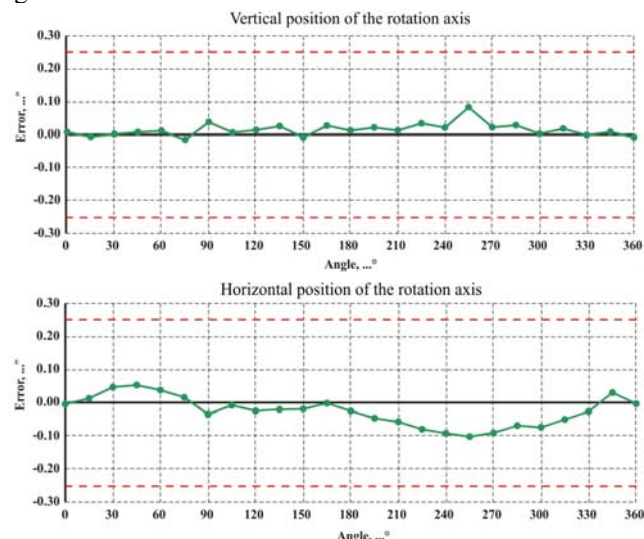 Vertical position of the rotation axis
0.30
0.20
0.10
0.00
-0.10
-0.20
-0.30
Error, ...°
0 30 60 90 120 150 180 210 240 270 300 330 360
Angle, ...°
Horizontal position of the rotation axis
0.30
0.20
0.10
0.00
-0.10
-0.20
-0.30
Error, ...°
0 30 60 90 120 150 180 210 240 270 300 330 360
Angle, ...°